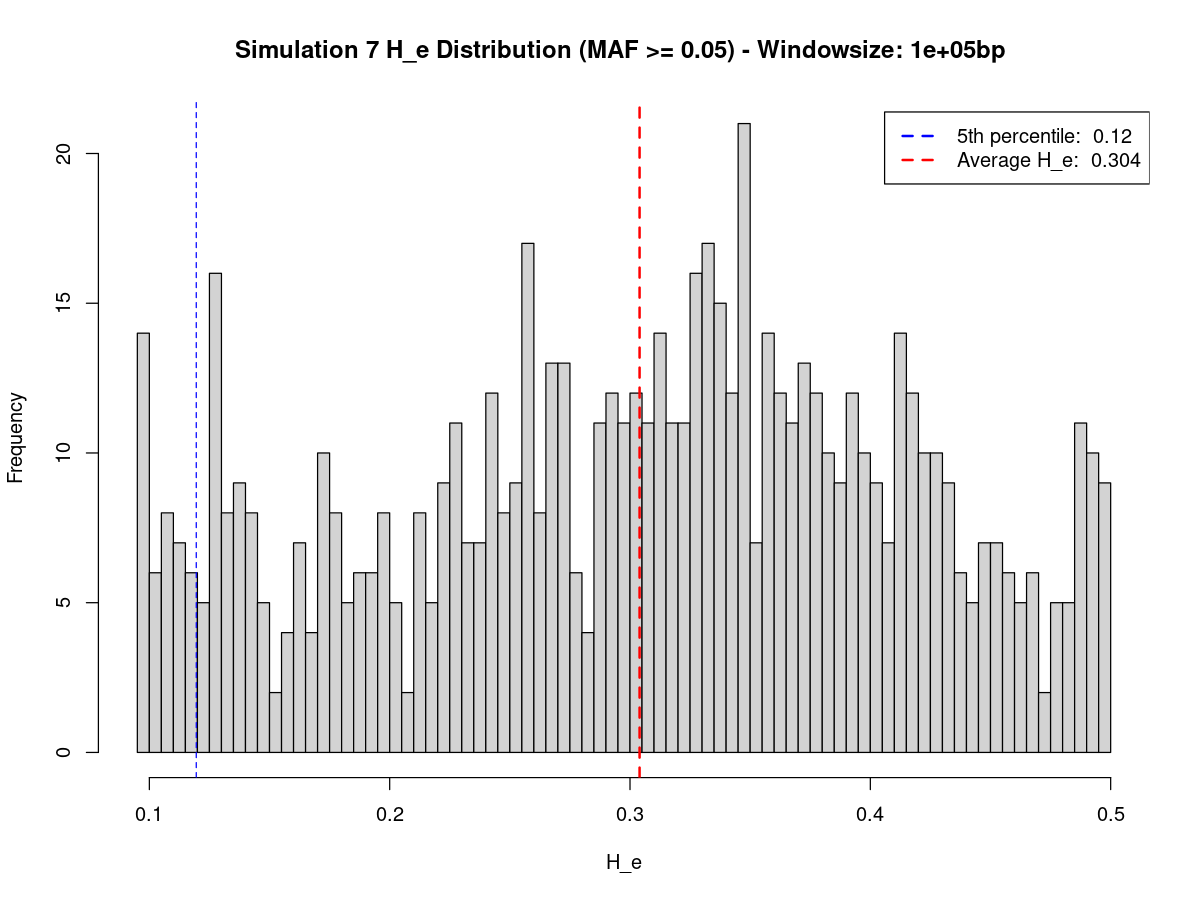 Simulation 7 H_e Distribution (MAF >= 0.05) - Windowsize: 1e+05bp
5th percentile:  0.12
Average H_e:  0.304
Frequency
20
15
10
5
0
0.1
0.2
0.3
0.4
0.5
H_e